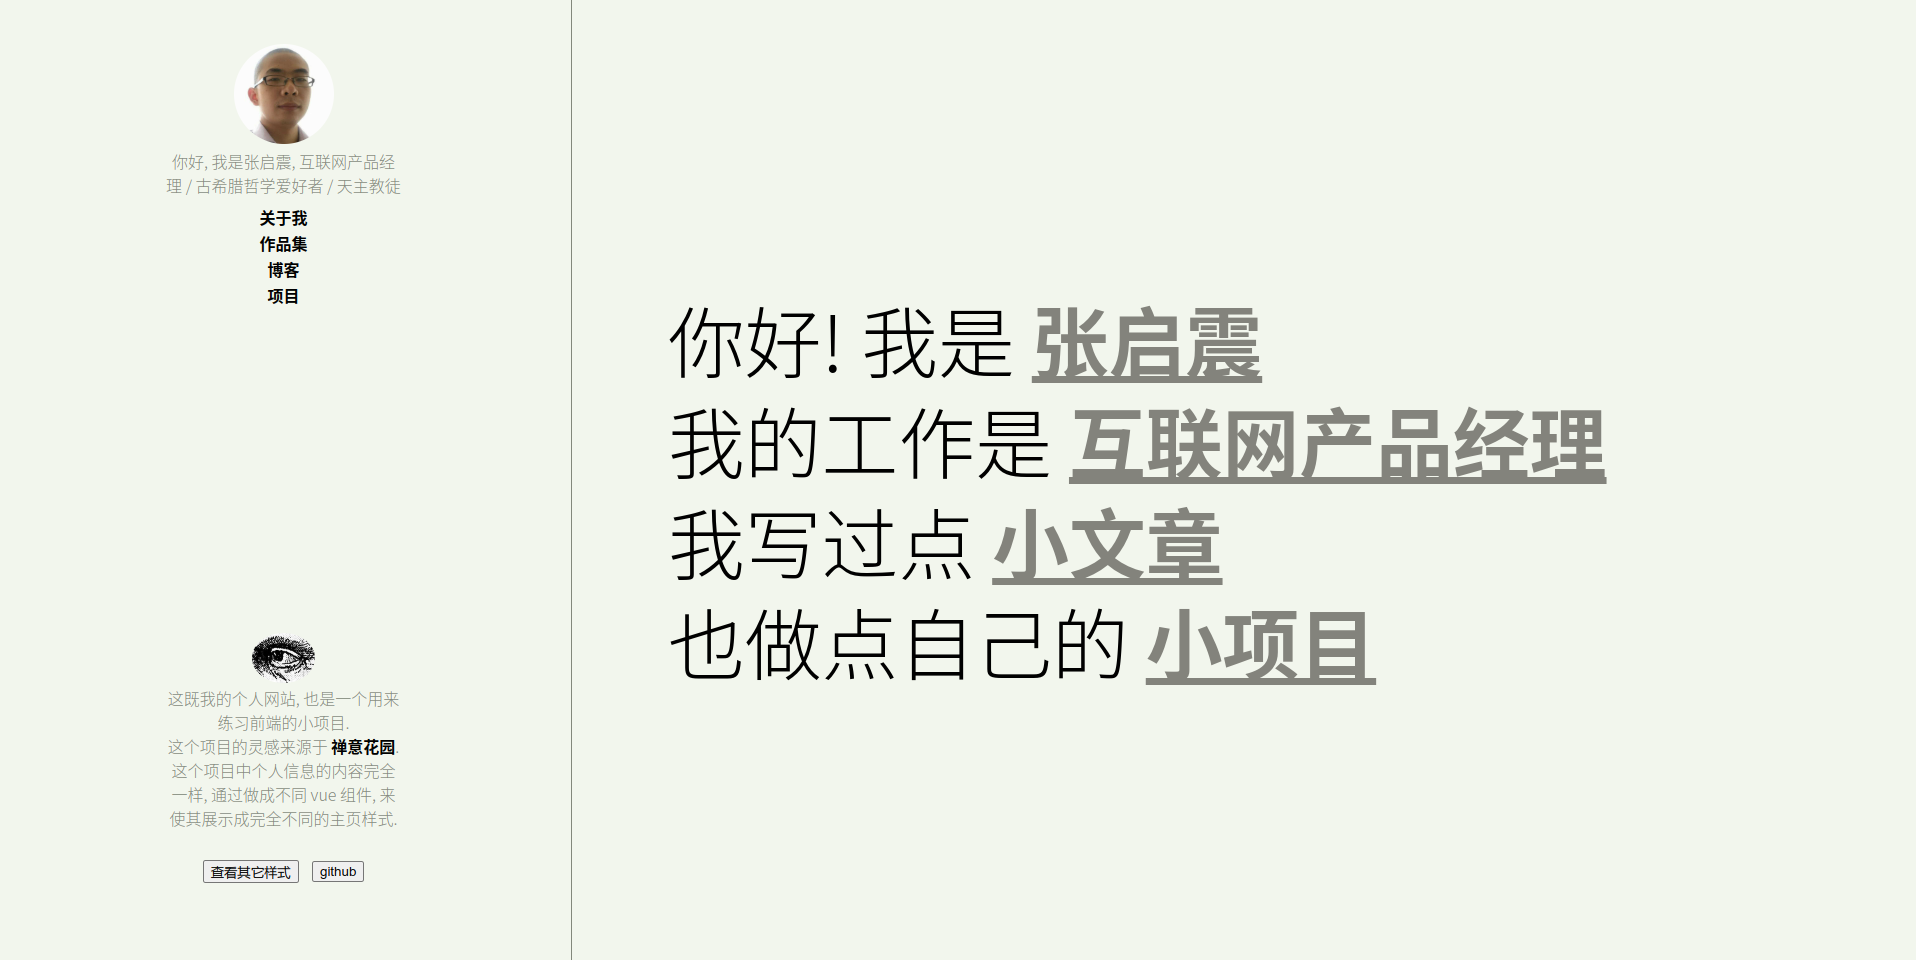 你好, 我是张启震, 互联网产品经
理 / 古希腊哲学爱好者 / 天主教徒
关于我
作品集
博客
项目
这既我的个人网站, 也是一个用来
练习前端的小项目.
这个项目的灵感来源于 禅意花园.
这个项目中个人信息的内容完全
一样, 通过做成不同 vue 组件, 来
使其展示成完全不同的主页样式.
查看其它样式 github
你好! 我是 张启震
我的工作是 互联网产品经理
我写过点 小文章
也做点自己的 小项目